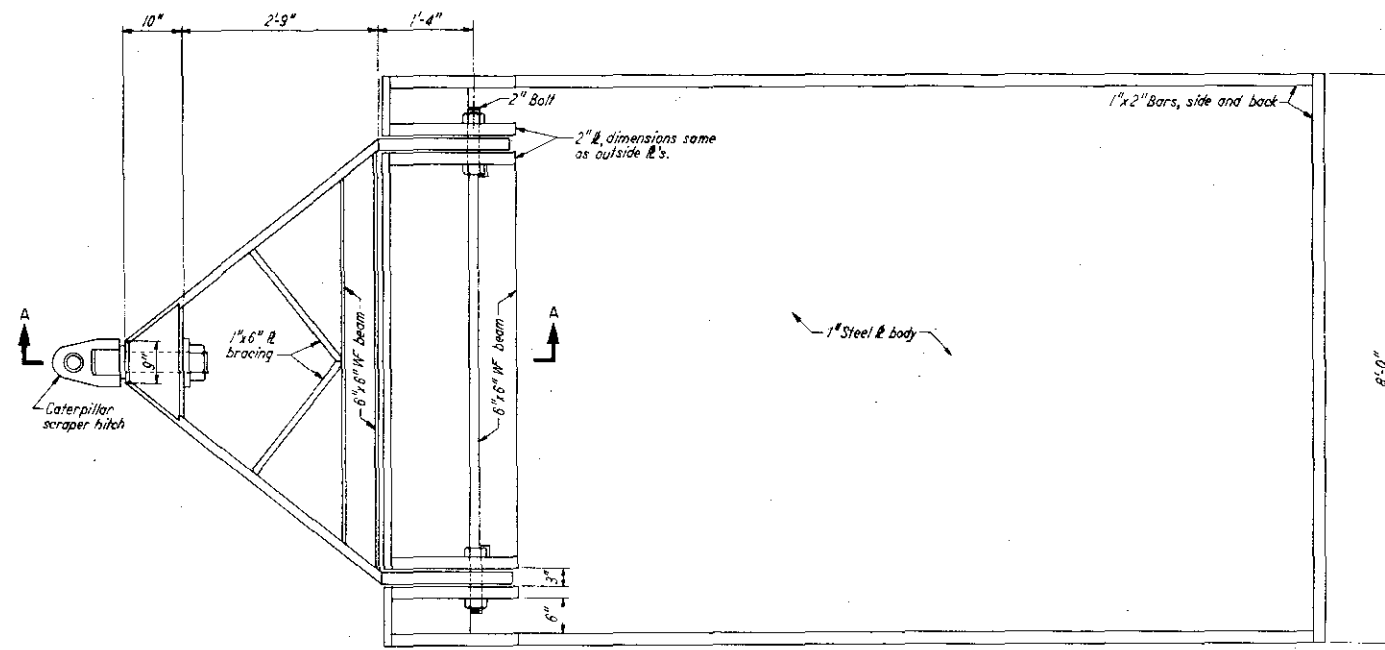 10"
2'-9"
1'-4"
2" Bolt
1"x 2" Bars, side and back
2" ℄, dimensions same
as outside ℄'s.
A
A
1"x6" ℄
bracing
6"x6" WF beam
6"x6" WF beam
1" Steel ℄ body
9"
8'-0"
Caterpillar
scraper hitch
3"
6"